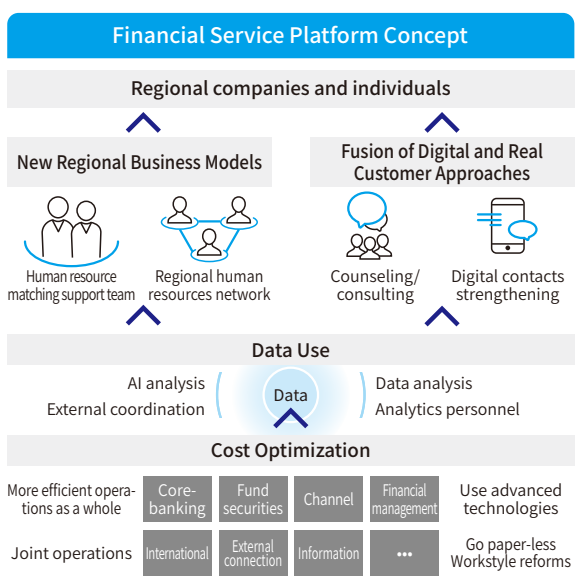 Financial Service Platform Concept
Regional companies and individuals
New Regional Business Models
Fusion of Digital and Real
Customer Approaches
Human resource
matching support team
Regional human
resources network
Counseling/
consulting
Digital contacts
strengthening
Data Use
AI analysis
External coordination
Data
Data analysis
Analytics personnel
Cost Optimization
More efficient opera-
tions as a whole
Core-
banking
Fund
securities
Channel
Financial
management
Use advanced
technologies
Joint operations
International
External
connection
Information
•••
Go paper-less
Workstyle reforms